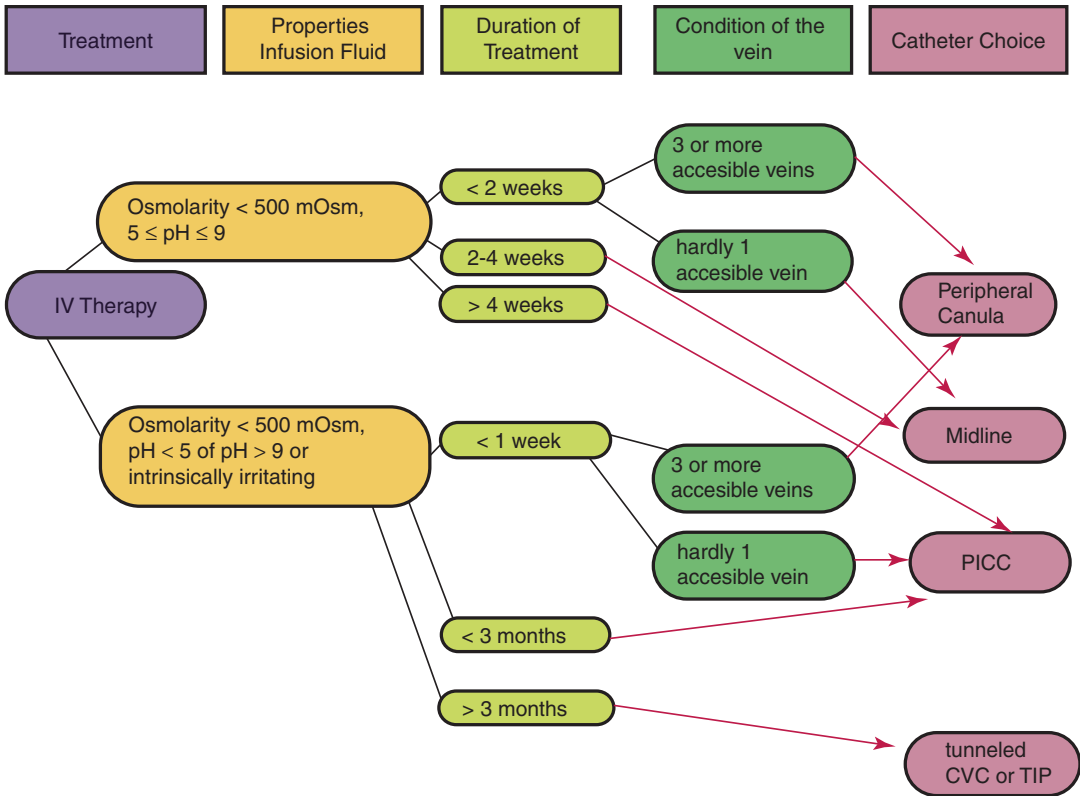 Treatment
Properties
Infusion Fluid
Duration of
Treatment
Condition of the
vein
Catheter Choice
IV Therapy
Osmolarity < 500 mOsm,
5 ≤ pH ≤ 9
< 2 weeks
2-4 weeks
> 4 weeks
3 or more
accesible veins
hardly 1
accesible vein
Osmolarity < 500 mOsm,
pH < 5 of pH > 9 or
intrinsically irritating
< 1 week
< 3 months
> 3 months
3 or more
accesible veins
hardly 1
accesible vein
Peripheral
Canula
Midline
PICC
tunneled
CVC or TIP